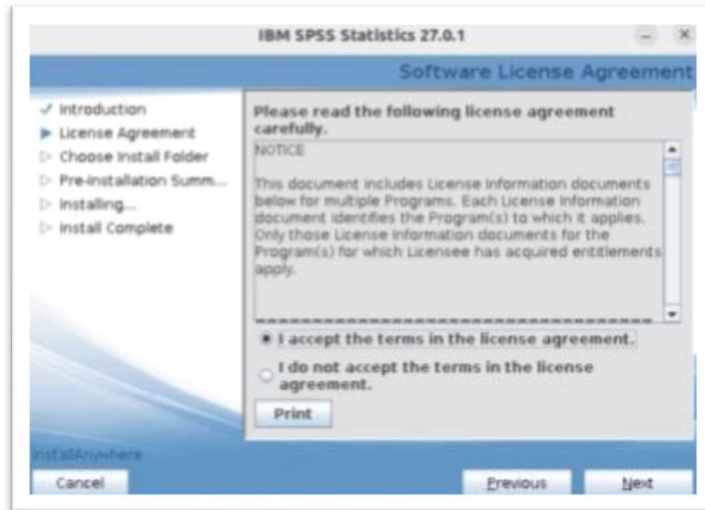 IBM SPSS Statistics 27.0.1
Software License Agreement
Introduction
License Agreement
Choose Install Folder
Pre-Installation Summ...
Installing...
Install Complete
Please read the following license agreement
carefully.
NOTICE
This document includes License Information documents
below for multiple Programs. Each License Information
document identifies the Program(s) to which it applies.
Only those License Information documents for the
Program(s) for which Licensee has acquired entitlements
apply.
I accept the terms in the license agreement.
I do not accept the terms in the license
agreement.
Print
InstallAnywhere
Cancel
Previous
Next